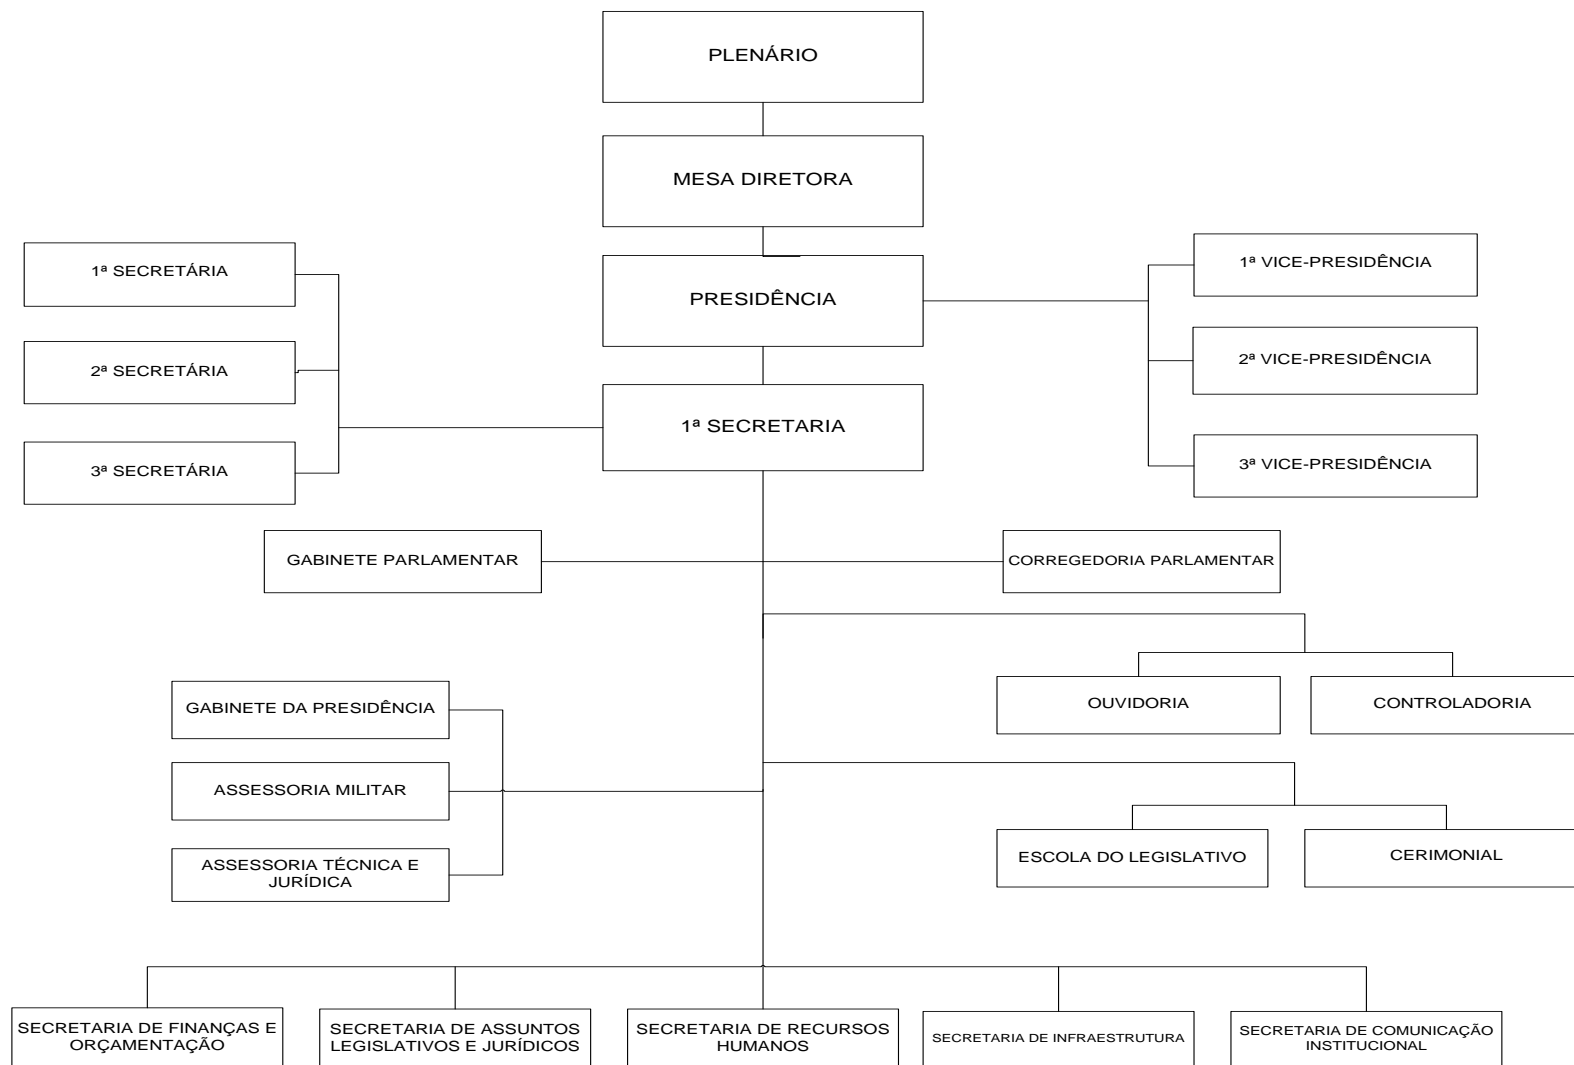 PLENÁRIO
MESA DIRETORA
1ª SECRETÁRIA
2ª SECRETÁRIA
3ª SECRETÁRIA
PRESIDÊNCIA
1ª SECRETARIA
1ª VICE-PRESIDÊNCIA
2ª VICE-PRESIDÊNCIA
3ª VICE-PRESIDÊNCIA
GABINETE PARLAMENTAR
CORREGEDORIA PARLAMENTAR
OUVIDORIA
CONTROLADORIA
GABINETE DA PRESIDÊNCIA
ASSESSORIA MILITAR
ASSESSORIA TÉCNICA E
JURÍDICA
ESCOLA DO LEGISLATIVO
CERIMONIAL
SECRETARIA DE FINANÇAS E
ORÇAMENTAÇÃO
SECRETARIA DE ASSUNTOS
LEGISLATIVOS E JURÍDICOS
SECRETARIA DE RECURSOS
HUMANOS
SECRETARIA DE INFRAESTRUTURA
SECRETARIA DE COMUNICAÇÃO
INSTITUCIONAL